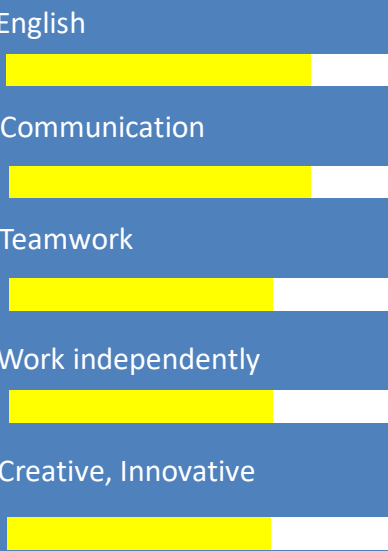 English
Communication
Teamwork
Work independently
Creative, Innovative